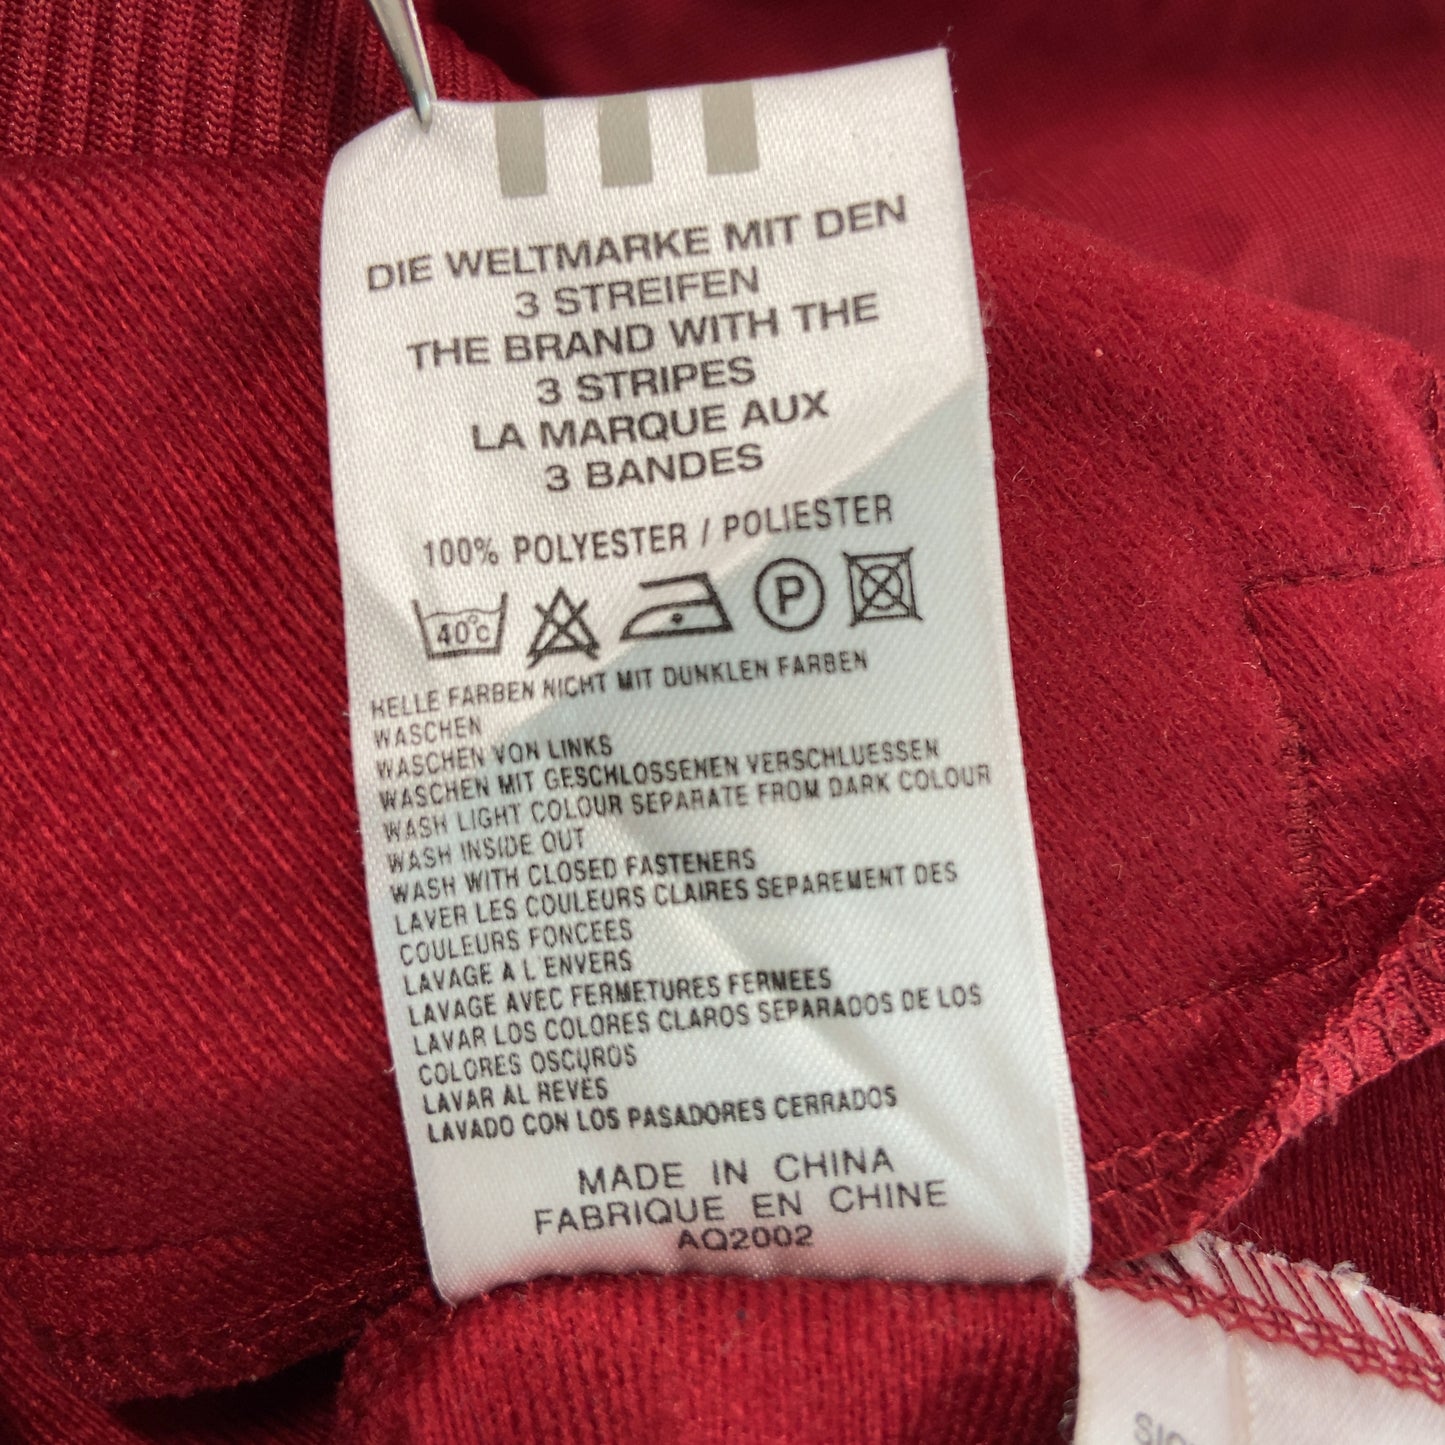 DIE WELTMARKE MIT DEN
3 STREIFEN
THE BRAND WITH THE
3 STRIPES
LA MARQUE AUX
3 BANDES
100% POLYESTER / POLIESTER
40°c P
HELLE FARBEN NICHT MIT DUNKLEN FARBEN
WASCHEN
WASCHEN VON LINKS
WASCHEN MIT GESCHLOSSENEN VERSCHLUESSEN
WASH LIGHT COLOUR SEPARATE FROM DARK COLOUR
WASH INSIDE OUT
WASH WITH CLOSED FASTENERS
LAVER LES COULEURS CLAIRES SEPAREMENT DES
COULEURS FONCEES
LAVAGE A L'ENVERS
LAVAGE AVEC FERMETURES FERMEES
LAVAR LOS COLORES CLAROS SEPARADOS DE LOS
COLORES OSCUROS
LAVAR AL REVES
LAVADO CON LOS PASADORES CERRADOS
MADE IN CHINA
FABRIQUE EN CHINE
AQ2002